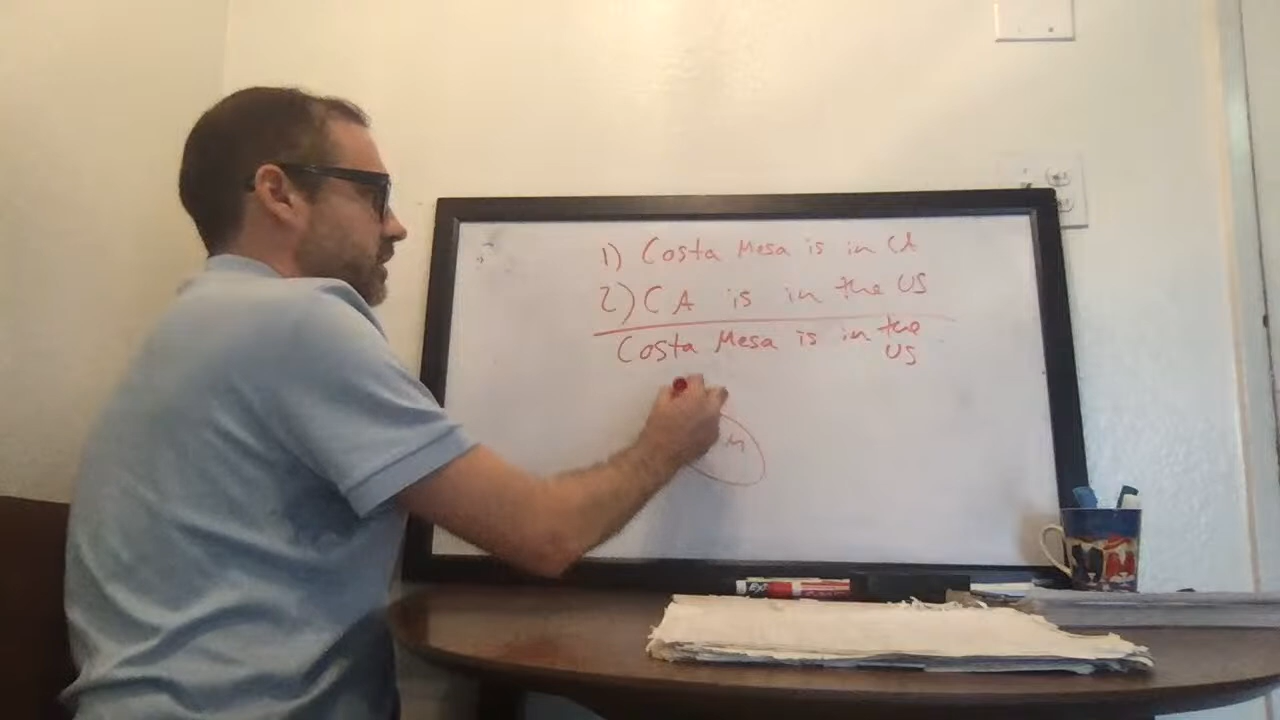 1) Costa Mesa is in CA
2) CA is in the US
Costa Mesa is in the
US